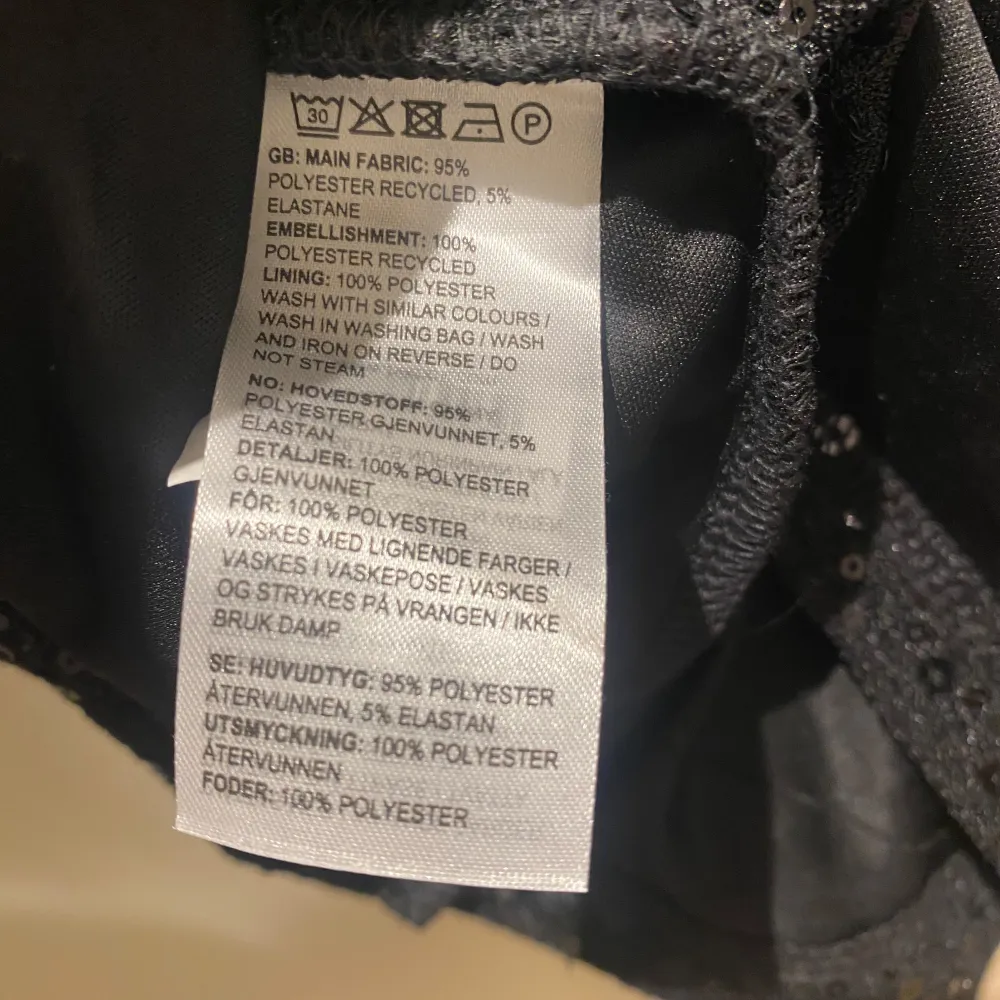 30 P
GB: MAIN FABRIC: 95%
POLYESTER RECYCLED, 5%
ELASTANE
EMBELLISHMENT: 100%
POLYESTER RECYCLED
LINING: 100% POLYESTER
WASH WITH SIMILAR COLOURS /
WASH IN WASHING BAG / WASH
AND IRON ON REVERSE / DO
NOT STEAM
NO: HOVEDSTOFF: 95%
POLYESTER GJENVUNNET, 5%
ELASTAN
DETALJER: 100% POLYESTER
GJENVUNNET
FÔR: 100% POLYESTER
VASKES MED LIGNENDE FARGER /
VASKES I VASKEPOSE / VASKES
OG STRYKES PÅ VRANGEN / IKKE
BRUK DAMP
SE: HUVUDTYG: 95% POLYESTER
ÅTERVUNNEN, 5% ELASTAN
UTSMYCKNING: 100% POLYESTER
ÅTERVUNNEN
FODER: 100% POLYESTER